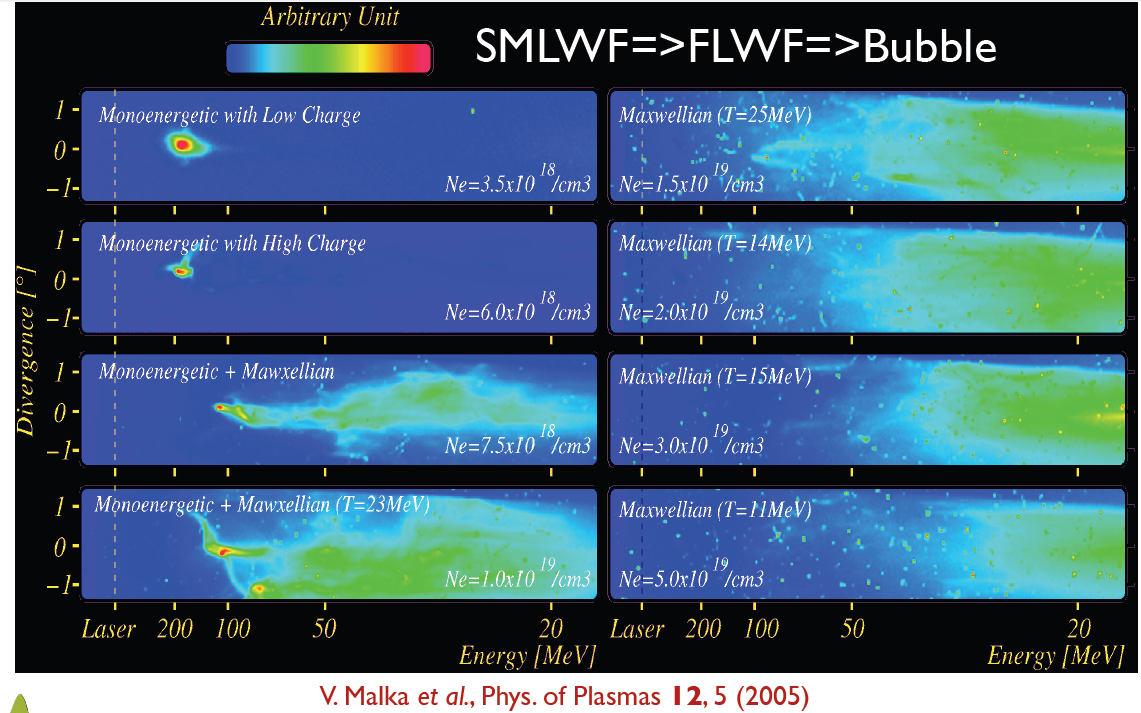 Arbitrary Unit
SMLWF=>FLWF=>Bubble
Divergence [°]
1
0
-1
Monoenergetic with Low Charge
Ne=3.5x10^18/cm3
1
0
-1
Monoenergetic with High Charge
Ne=6.0x10^18/cm3
1
0
-1
Monoenergetic + Mawxellian
Ne=7.5x10^18/cm3
1
0
-1
Monoenergetic + Mawxellian (T=23MeV)
Ne=1.0x10^19/cm3
Laser 200 100 50 20
Energy [MeV]
Maxwellian (T=25MeV)
Ne=1.5x10^19/cm3
Maxwellian (T=14MeV)
Ne=2.0x10^19/cm3
Maxwellian (T=15MeV)
Ne=3.0x10^19/cm3
Maxwellian (T=11MeV)
Ne=5.0x10^19/cm3
Laser 200 100 50 20
Energy [MeV]
V. Malka et al., Phys. of Plasmas 12, 5 (2005)